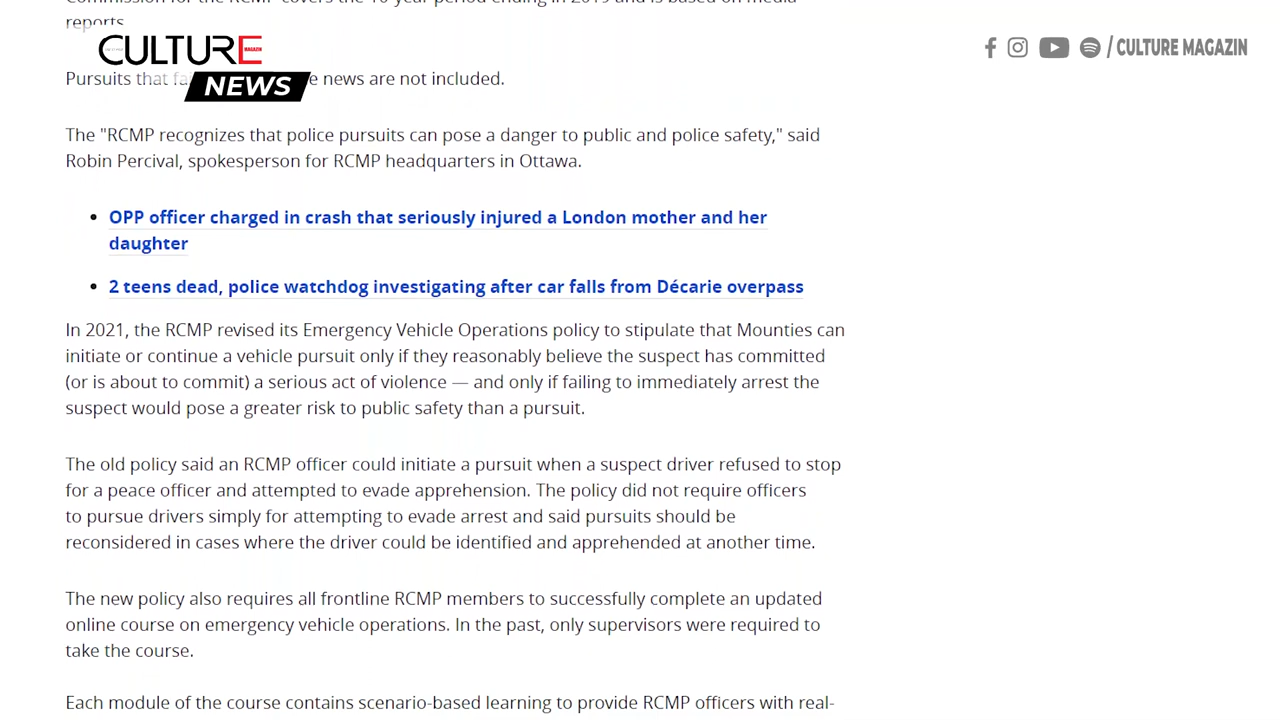 Commission for the RCMP covers the 10-year period ending in 2019 and is based on media
reports.
CULTURE
MAGAZIN
NEWS
/ CULTURE MAGAZIN
Pursuits that fa e news are not included.
The "RCMP recognizes that police pursuits can pose a danger to public and police safety," said
Robin Percival, spokesperson for RCMP headquarters in Ottawa.
• OPP officer charged in crash that seriously injured a London mother and her
daughter
• 2 teens dead, police watchdog investigating after car falls from Décarie overpass
In 2021, the RCMP revised its Emergency Vehicle Operations policy to stipulate that Mounties can
initiate or continue a vehicle pursuit only if they reasonably believe the suspect has committed
(or is about to commit) a serious act of violence — and only if failing to immediately arrest the
suspect would pose a greater risk to public safety than a pursuit.
The old policy said an RCMP officer could initiate a pursuit when a suspect driver refused to stop
for a peace officer and attempted to evade apprehension. The policy did not require officers
to pursue drivers simply for attempting to evade arrest and said pursuits should be
reconsidered in cases where the driver could be identified and apprehended at another time.
The new policy also requires all frontline RCMP members to successfully complete an updated
online course on emergency vehicle operations. In the past, only supervisors were required to
take the course.
Each module of the course contains scenario-based learning to provide RCMP officers with real-